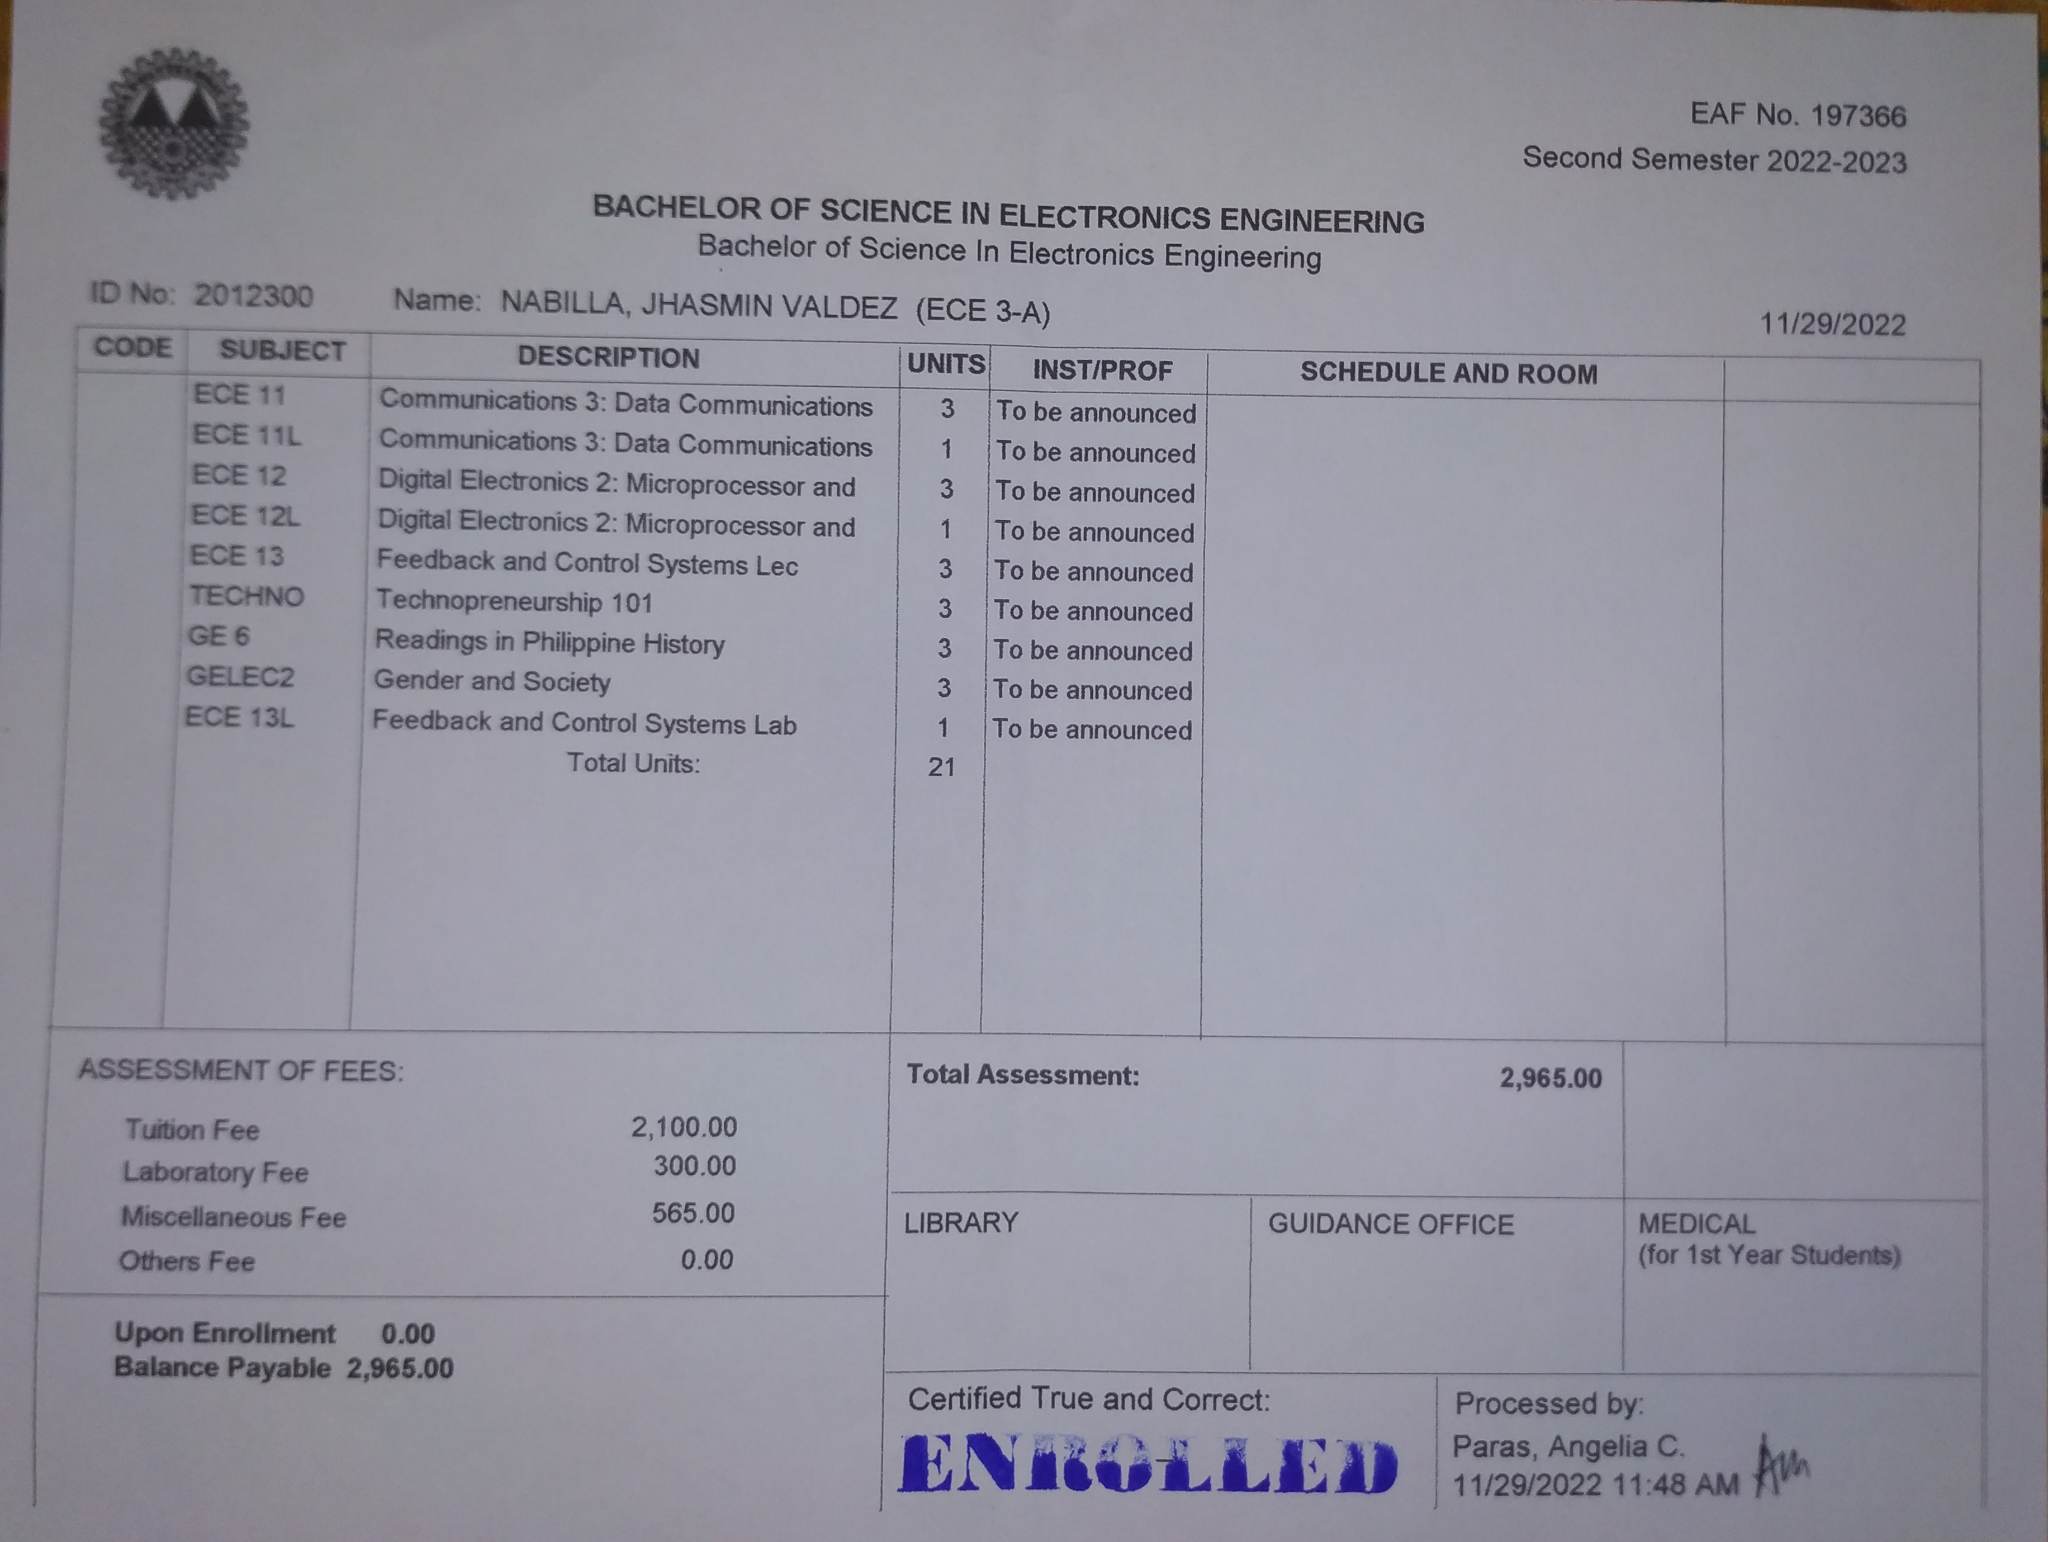 EAF No. 197366
Second Semester 2022-2023
BACHELOR OF SCIENCE IN ELECTRONICS ENGINEERING
Bachelor of Science In Electronics Engineering
ID No: 2012300 Name: NABILLA, JHASMIN VALDEZ (ECE 3-A) 11/29/2022
CODE SUBJECT DESCRIPTION UNITS INST/PROF SCHEDULE AND ROOM
ECE 11 Communications 3: Data Communications 3 To be announced
ECE 11L Communications 3: Data Communications 1 To be announced
ECE 12 Digital Electronics 2: Microprocessor and 3 To be announced
ECE 12L Digital Electronics 2: Microprocessor and 1 To be announced
ECE 13 Feedback and Control Systems Lec 3 To be announced
TECHNO Technopreneurship 101 3 To be announced
GE 6 Readings in Philippine History 3 To be announced
GELEC2 Gender and Society 3 To be announced
ECE 13L Feedback and Control Systems Lab 1 To be announced
Total Units: 21
ASSESSMENT OF FEES:
Tuition Fee 2,100.00
Laboratory Fee 300.00
Miscellaneous Fee 565.00
Others Fee 0.00
Upon Enrollment 0.00
Balance Payable 2,965.00
Total Assessment: 2,965.00
LIBRARY GUIDANCE OFFICE MEDICAL
(for 1st Year Students)
Certified True and Correct:
ENROLLED
Processed by:
Paras, Angelia C.
11/29/2022 11:48 AM